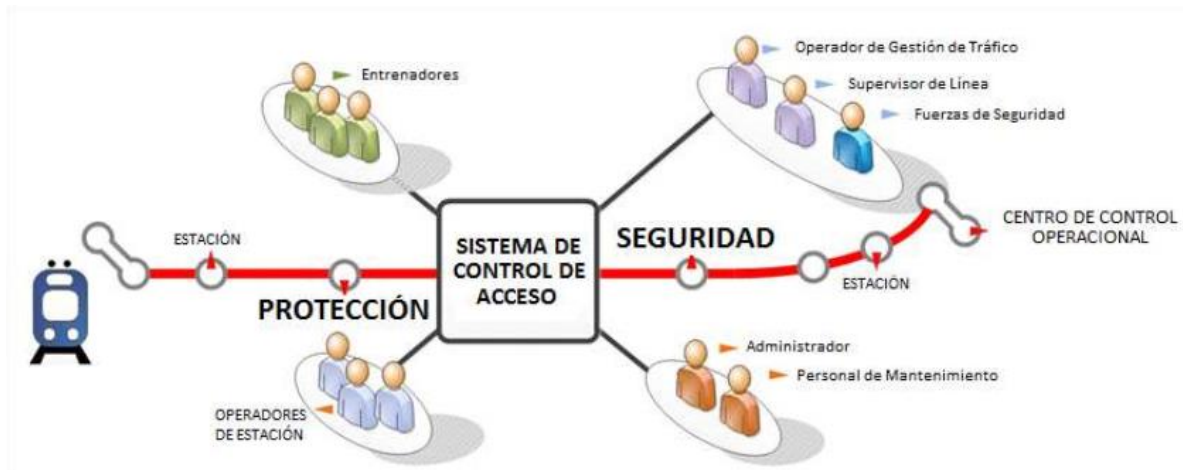 Operador de Gestión de Tráfico
Entrenadores
Supervisor de Línea
Fuerzas de Seguridad
CENTRO DE CONTROL
OPERACIONAL
ESTACIÓN
SISTEMA DE
CONTROL DE
ACCESO
SEGURIDAD
ESTACIÓN
PROTECCIÓN
Administrador
Personal de Mantenimiento
OPERADORES
DE ESTACIÓN